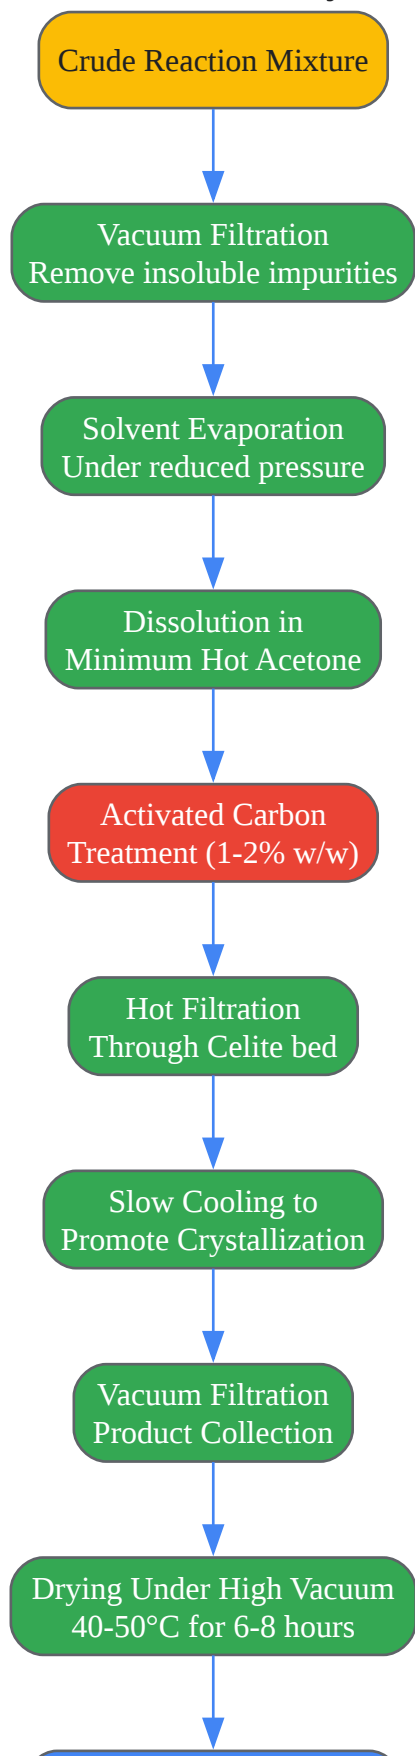 Crude Reaction Mixture
Vacuum Filtration
Remove insoluble impurities
Solvent Evaporation
Under reduced pressure
Dissolution in
Minimum Hot Acetone
Activated Carbon
Treatment (1-2% w/w)
Hot Filtration
Through Celite bed
Slow Cooling to
Promote Crystallization
Vacuum Filtration
Product Collection
Drying Under High Vacuum
40-50°C for 6-8 hours